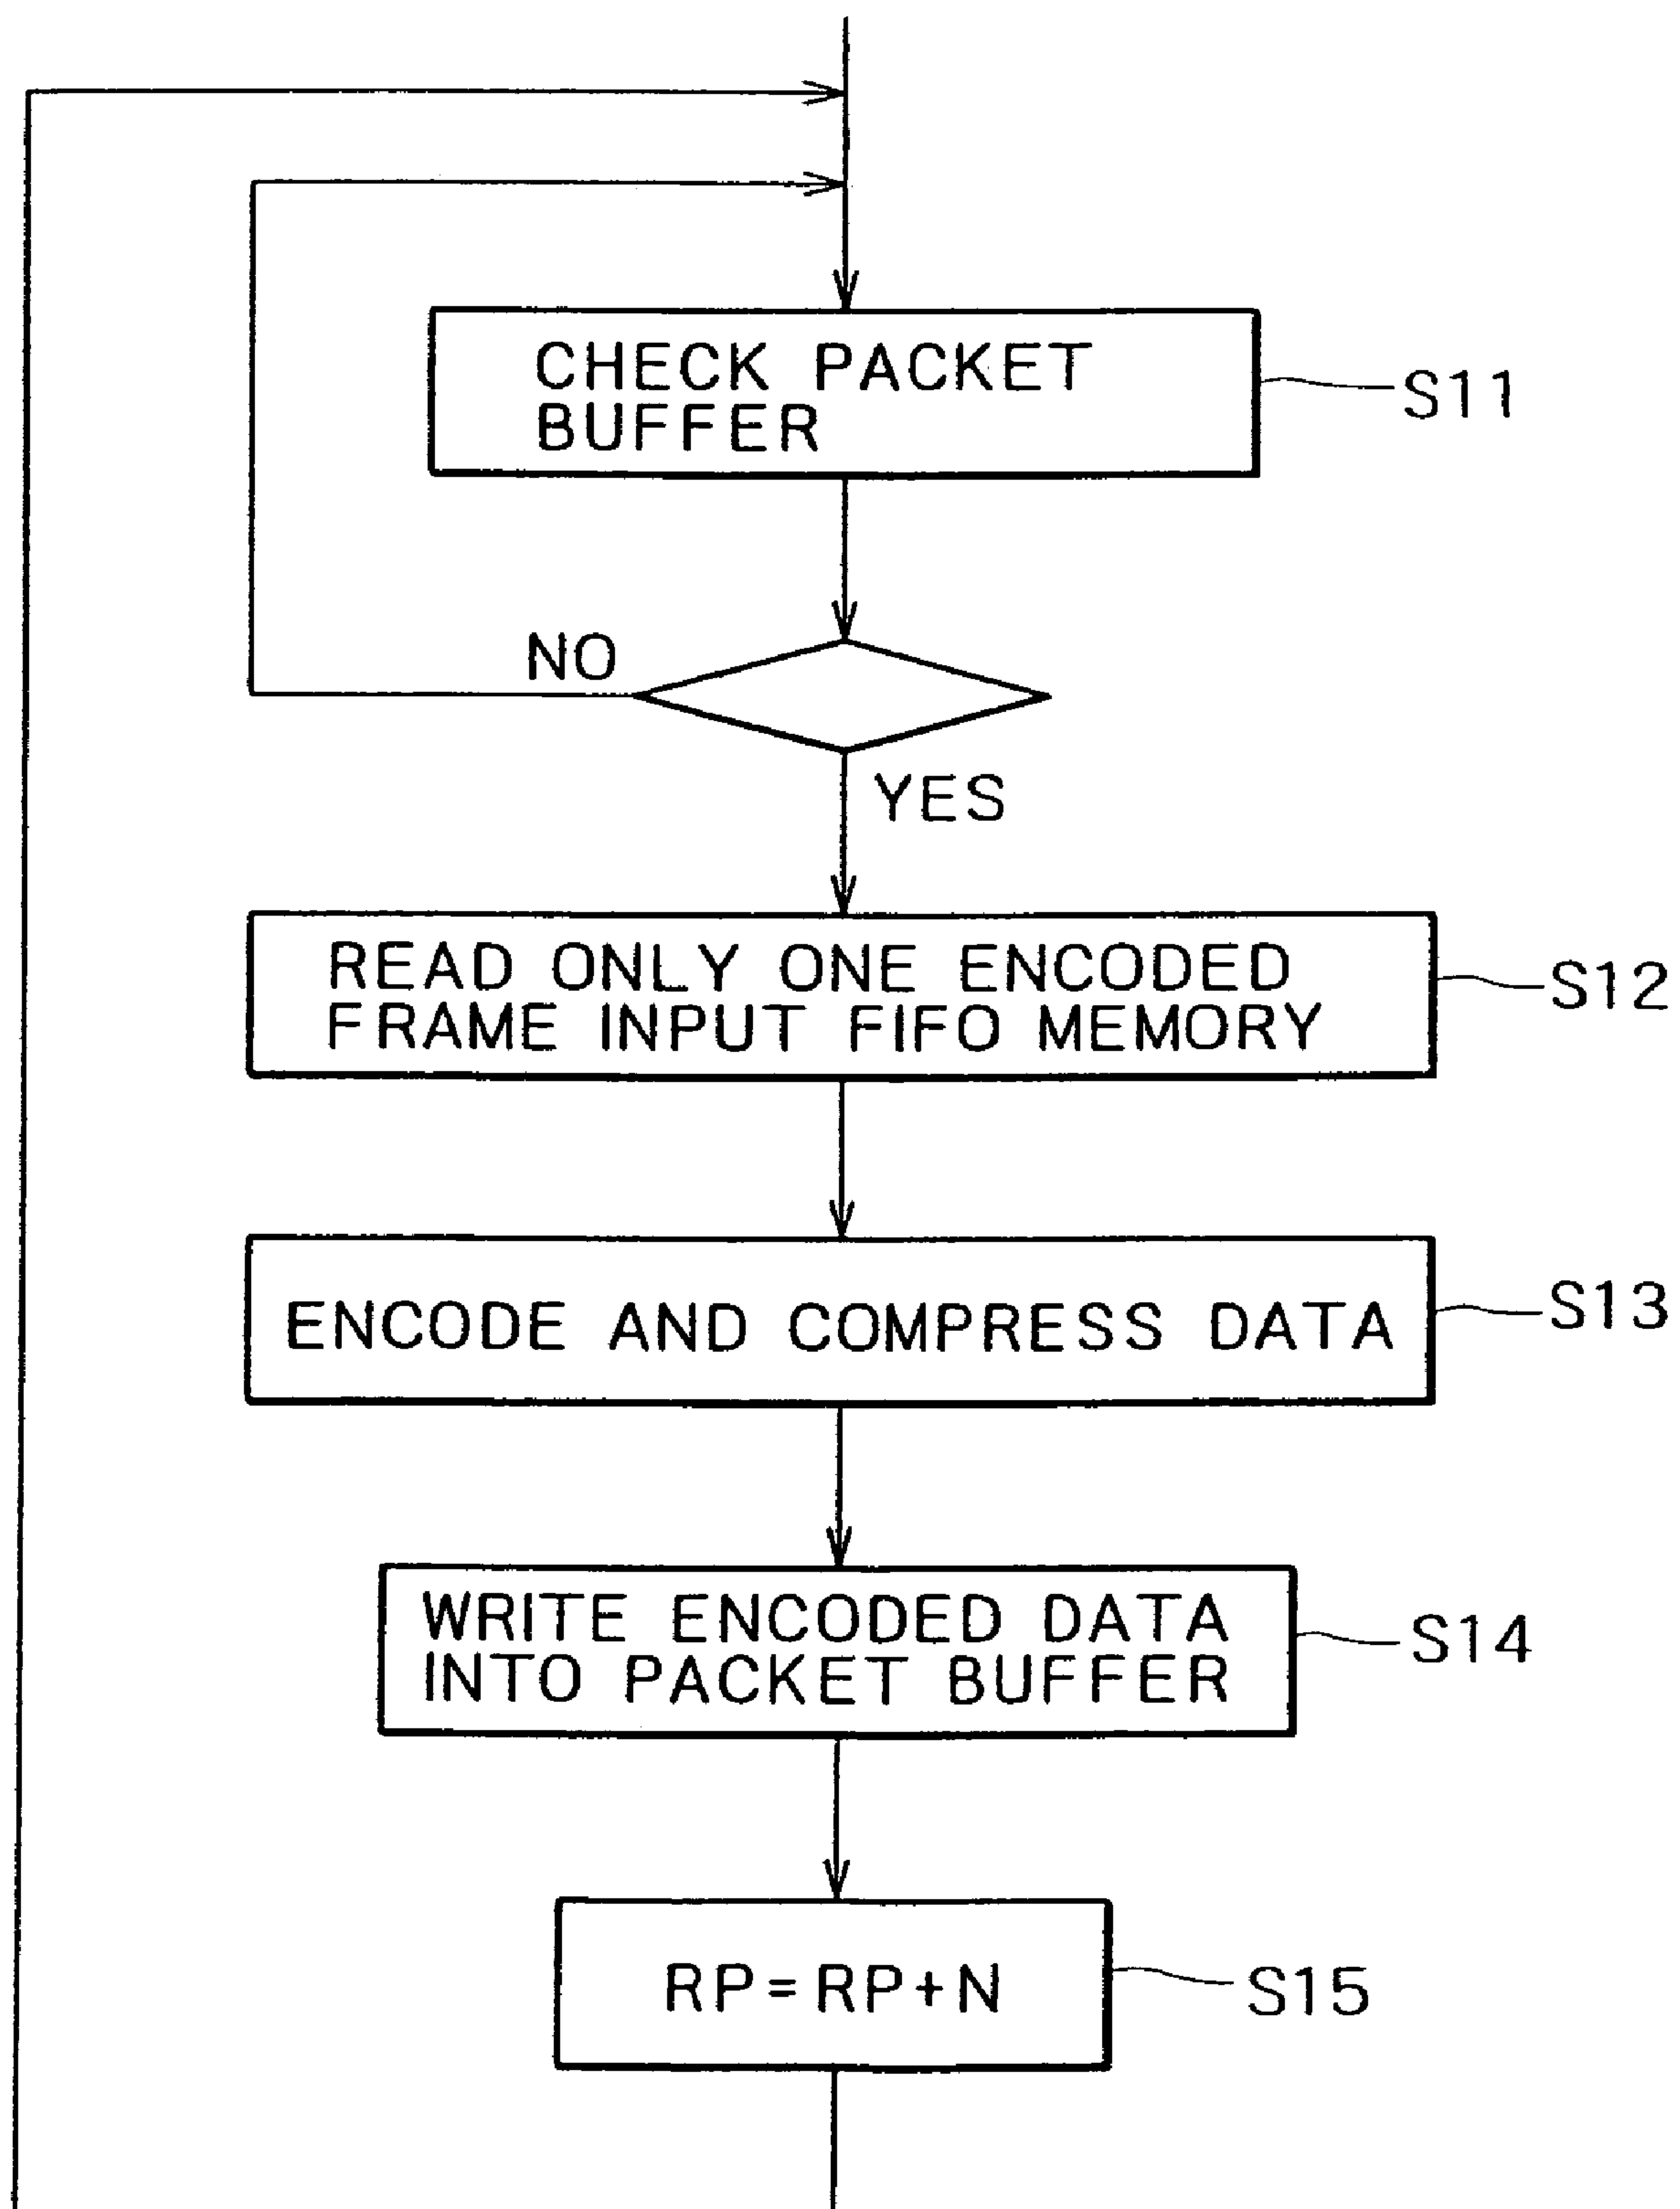 CHECK PACKET
BUFFER
S11
NO
YES
READ ONLY ONE ENCODED
FRAME INPUT FIFO MEMORY
S12
ENCODE AND COMPRESS DATA
S13
WRITE ENCODED DATA
INTO PACKET BUFFER
S14
RP=RP+N
S15